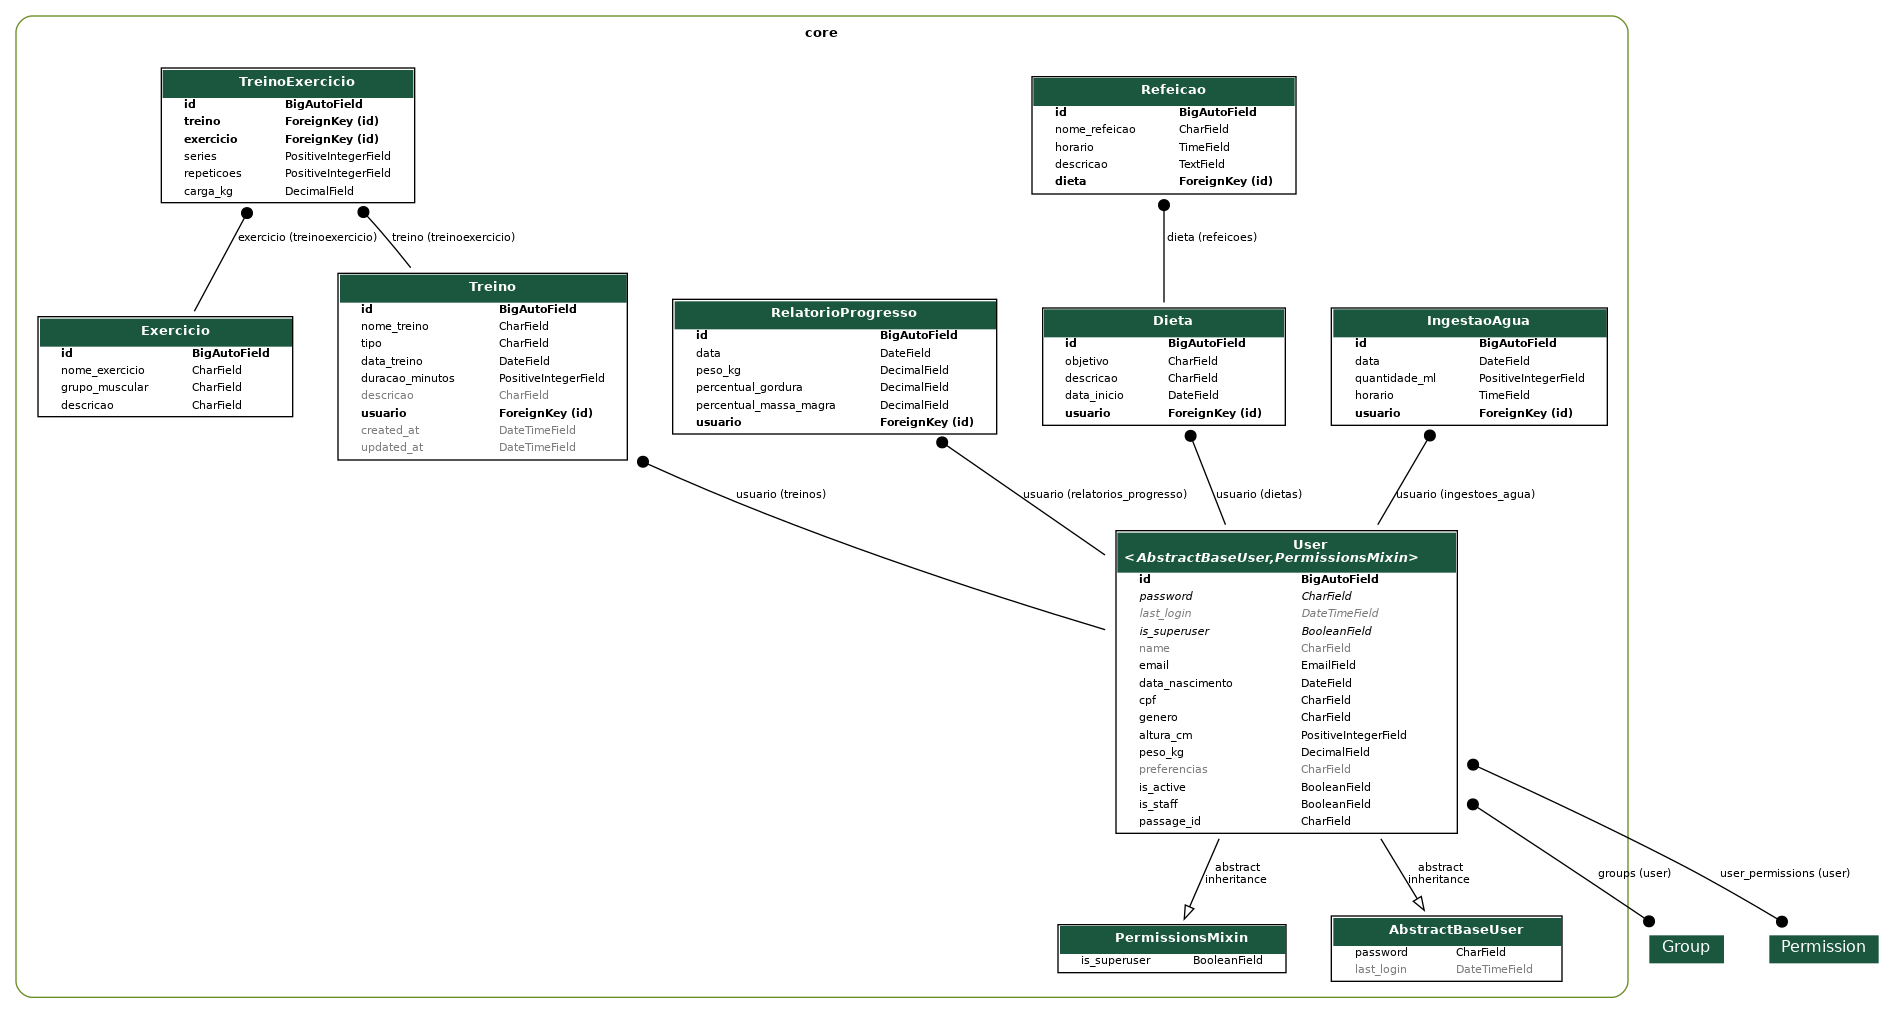 core
TreinoExercicio
id BigAutoField
treino ForeignKey (id)
exercicio ForeignKey (id)
series PositiveIntegerField
repeticoes PositiveIntegerField
carga_kg DecimalField
Refeicao
id BigAutoField
nome_refeicao CharField
horario TimeField
descricao TextField
dieta ForeignKey (id)
exercicio (treinoexercicio)
treino (treinoexercicio)
dieta (refeicoes)
Exercicio
id BigAutoField
nome_exercicio CharField
grupo_muscular CharField
descricao CharField
Treino
id BigAutoField
nome_treino CharField
tipo CharField
data_treino DateField
duracao_minutos PositiveIntegerField
descricao CharField
usuario ForeignKey (id)
created_at DateTimeField
updated_at DateTimeField
RelatorioProgresso
id BigAutoField
data DateField
peso_kg DecimalField
percentual_gordura DecimalField
percentual_massa_magra DecimalField
usuario ForeignKey (id)
Dieta
id BigAutoField
objetivo CharField
descricao CharField
data_inicio DateField
usuario ForeignKey (id)
IngestaoAgua
id BigAutoField
data DateField
quantidade_ml PositiveIntegerField
horario TimeField
usuario ForeignKey (id)
usuario (treinos)
usuario (relatorios_progresso)
usuario (dietas)
usuario (ingestoes_agua)
User
<AbstractBaseUser,PermissionsMixin>
id BigAutoField
password CharField
last_login DateTimeField
is_superuser BooleanField
name CharField
email EmailField
data_nascimento DateField
cpf CharField
genero CharField
altura_cm PositiveIntegerField
peso_kg DecimalField
preferencias CharField
is_active BooleanField
is_staff BooleanField
passage_id CharField
abstract
inheritance
abstract
inheritance
groups (user)
user_permissions (user)
PermissionsMixin
is_superuser BooleanField
AbstractBaseUser
password CharField
last_login DateTimeField
Group
Permission